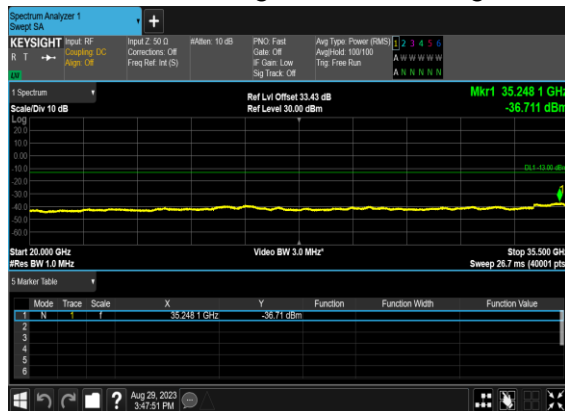 Spectrum Analyzer 1
Swept SA
+
KEYSIGHT Input: RF Input Z: 50 Ω #Atten: 10 dB PNO: Fast Avg Type: Power (RMS) 1 2 3 4 5 6
R T Coupling: DC Corrections: Off Gate: Off Avg|Hold: 100/100 A W W W W W
Align: Off Freq Ref: Int (S) IF Gain: Low Trig: Free Run
LW Sig Track: Off A N N N N N
1 Spectrum Ref Lvl Offset 33.43 dB Mkr1 35.248 1 GHz
Scale/Div 10 dB Ref Level 30.00 dBm -36.711 dBm
Log
20.0
10.0
0.00
-10.0 DL1 -13.00 dBm
-20.0
-30.0
-40.0
-50.0
-60.0
Start 20.000 GHz Video BW 3.0 MHz* Stop 35.500 GHz
#Res BW 1.0 MHz Sweep 26.7 ms (40001 pts)
5 Marker Table
Mode Trace Scale X Y Function Function Width Function Value
1 N 1 f 35.248 1 GHz -36.71 dBm
2
3
4
5
6
? Aug 29, 2023
3:47:51 PM